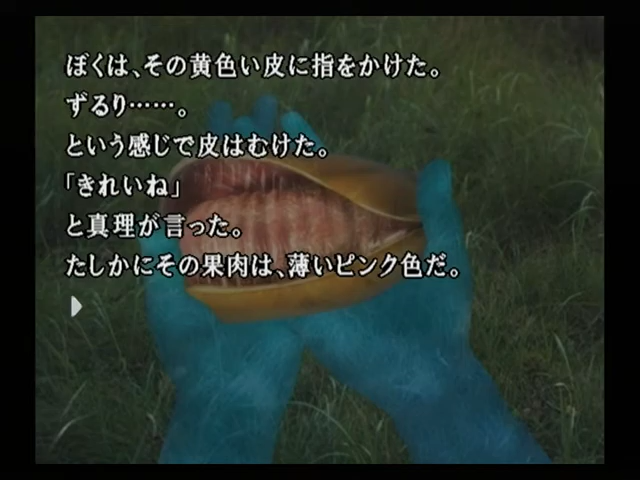 ぼくは、その黄色い皮に指をかけた。
ずるり……。
という感じで皮はむけた。
「きれいね」
と真理が言った。
たしかにその果肉は、薄いピンク色だ。